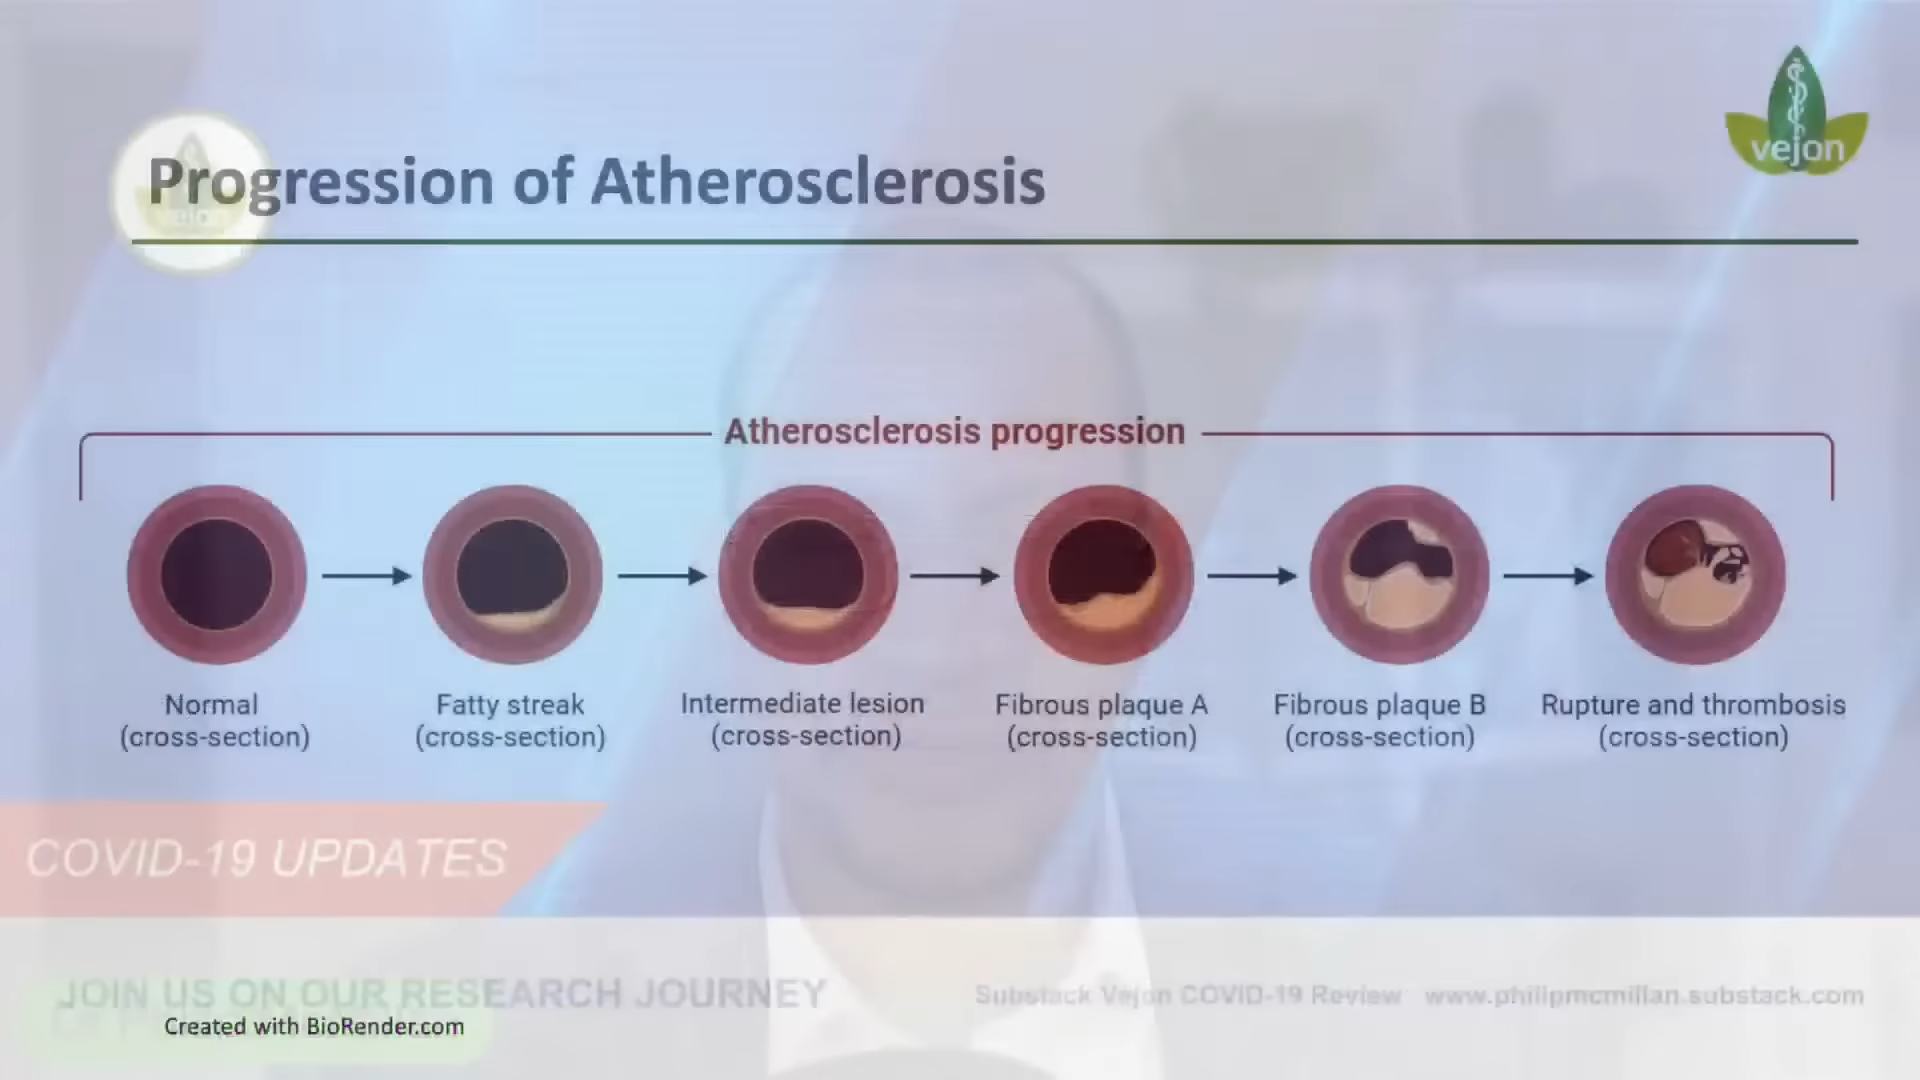 vejon
Progression of Atherosclerosis
Atherosclerosis progression
Normal
(cross-section)
Fatty streak
(cross-section)
Intermediate lesion
(cross-section)
Fibrous plaque A
(cross-section)
Fibrous plaque B
(cross-section)
Rupture and thrombosis
(cross-section)
COVID-19 UPDATES
JOIN US ON OUR RESEARCH JOURNEY
Substack Vejon COVID-19 Review www.philipmcmillan.substack.com
Created with BioRender.com